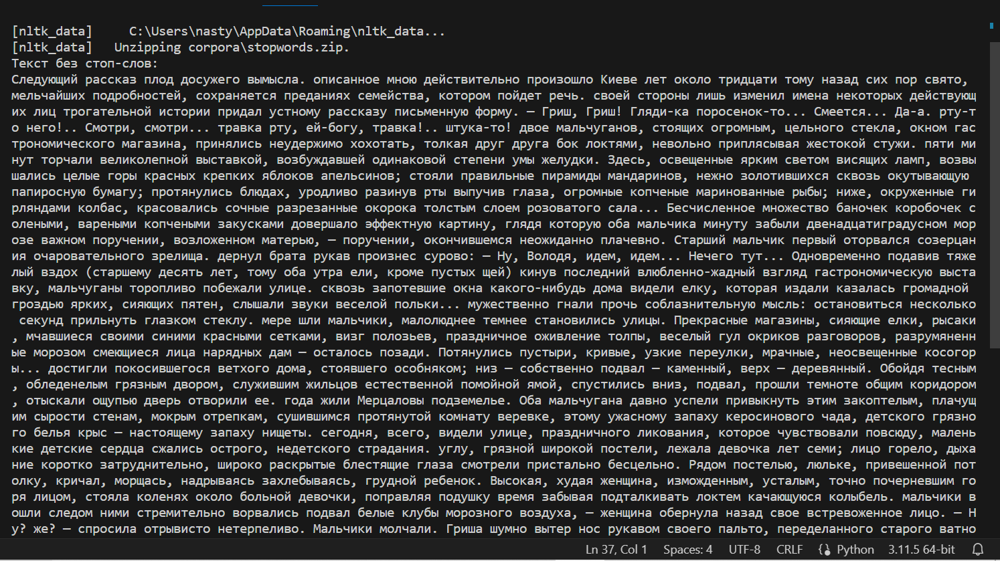 [nltk_data]     C:\Users\nasty\AppData\Roaming\nltk_data...
[nltk_data]   Unzipping corpora\stopwords.zip.
Текст без стоп-слов:
Следующий рассказ плод досужего вымысла. описанное мною действительно произошло Киеве лет около тридцати тому назад сих пор свято,
мельчайших подробностей, сохраняется преданиях семейства, котором пойдет речь. своей стороны лишь изменил имена некоторых действующ
их лиц трогательной истории придал устному рассказу письменную форму. — Гриш, Гриш! Гляди-ка поросенок-то... Смеется... Да-а. рту-т
о него!.. Смотри, смотри... травка рту, ей-богу, травка!.. штука-то! двое мальчуганов, стоящих огромным, цельного стекла, окном гас
трономического магазина, принялись неудержимо хохотать, толкая друг друга бок локтями, невольно приплясывая жестокой стужи. пяти ми
нут торчали великолепной выставкой, возбуждавшей одинаковой степени умы желудки. Здесь, освещенные ярким светом висящих ламп, возвы
шались целые горы красных крепких яблоков апельсинов; стояли правильные пирамиды мандаринов, нежно золотившихся сквозь окутывающую
папиросную бумагу; протянулись блюдах, уродливо разинув рты выпучив глаза, огромные копченые маринованные рыбы; ниже, окруженные ги
рляндами колбас, красовались сочные разрезанные окорока толстым слоем розоватого сала... Бесчисленное множество баночек коробочек с
олеными, вареными копчеными закусками довершало эффектную картину, глядя которую оба мальчика минуту забыли двенадцатиградусном мор
озе важном поручении, возложенном матерью, — поручении, окончившемся неожиданно плачевно. Старший мальчик первый оторвался созерцан
ия очаровательного зрелища. дернул брата рукав произнес сурово: — Ну, Володя, идем, идем... Нечего тут... Одновременно подавив тяже
лый вздох (старшему десять лет, тому оба утра ели, кроме пустых щей) кинув последний влюбленно-жадный взгляд гастрономическую выста
вку, мальчуганы торопливо побежали улице. сквозь запотевшие окна какого-нибудь дома видели елку, которая издали казалась громадной
гроздью ярких, сияющих пятен, слышали звуки веселой польки... мужественно гнали прочь соблазнительную мысль: остановиться несколько
секунд прильнуть глазком стеклу. мере шли мальчики, малолюднее темнее становились улицы. Прекрасные магазины, сияющие елки, рысаки
, мчавшиеся своими синими красными сетками, визг полозьев, праздничное оживление толпы, веселый гул окриков разговоров, разрумяненн
ые морозом смеющиеся лица нарядных дам — осталось позади. Потянулись пустыри, кривые, узкие переулки, мрачные, неосвещенные косогор
ы... достигли покосившегося ветхого дома, стоявшего особняком; низ — собственно подвал — каменный, верх — деревянный. Обойдя тесным
, обледенелым грязным двором, служившим жильцов естественной помойной ямой, спустились вниз, подвал, прошли темноте общим коридором
, отыскали ощупью дверь отворили ее. года жили Мерцаловы подземелье. Оба мальчугана давно успели привыкнуть этим закоптелым, плачущ
им сырости стенам, мокрым отрепкам, сушившимся протянутой комнату веревке, этому ужасному запаху керосинового чада, детского грязно
го белья крыс — настоящему запаху нищеты. сегодня, всего, видели улице, праздничного ликования, которое чувствовали повсюду, малень
кие детские сердца сжались острого, недетского страдания. углу, грязной широкой постели, лежала девочка лет семи; лицо горело, дыха
ние коротко затруднительно, широко раскрытые блестящие глаза смотрели пристально бесцельно. Рядом постелью, люльке, привешенной пот
олку, кричал, морщась, надрываясь захлебываясь, грудной ребенок. Высокая, худая женщина, изможденным, усталым, точно почерневшим го
ря лицом, стояла коленях около больной девочки, поправляя подушку время забывая подталкивать локтем качающуюся колыбель. мальчики в
ошли следом ними стремительно ворвались подвал белые клубы морозного воздуха, — женщина обернула назад свое встревоженное лицо. — Н
у? же? — спросила отрывисто нетерпеливо. Мальчики молчали. Гриша шумно вытер нос рукавом своего пальто, переделанного старого ватно
Ln 37, Col 1 Spaces: 4 UTF-8 CRLF Python 3.11.5 64-bit